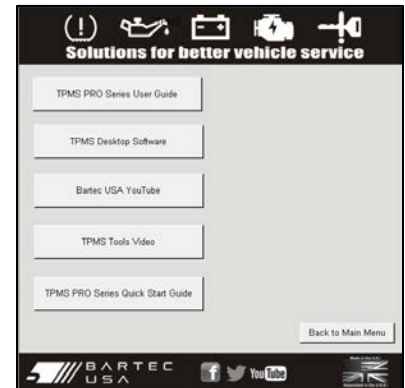 (!)
Solutions for better vehicle service
TPMS PRO Series User Guide
TPMS Desktop Software
Bartec USA YouTube
TPMS Tools Video
TPMS PRO Series Quick Start Guide
Back to Main Menu
BARTEC
USA
f
You Tube